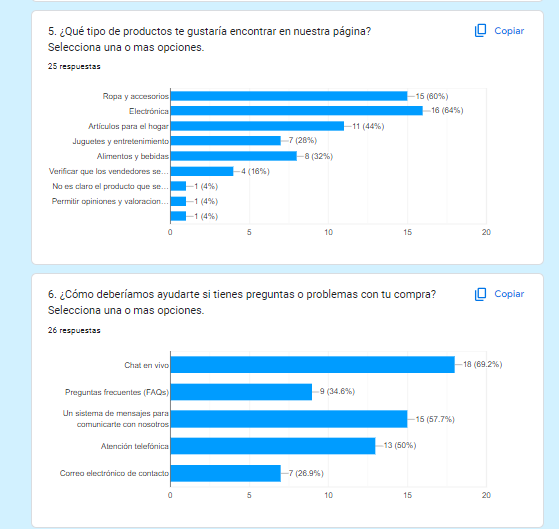 5. ¿Qué tipo de productos te gustaría encontrar en nuestra página?
Selecciona una o mas opciones.
Copiar
25 respuestas
Ropa y accesorios 15 (60%)
Electrónica 16 (64%)
Artículos para el hogar 11 (44%)
Juguetes y entretenimiento 7 (28%)
Alimentos y bebidas 8 (32%)
Verificar que los vendedores se... 4 (16%)
No es claro el producto que se... 1 (4%)
Permitir opiniones y valoracion... 1 (4%)
1 (4%)
0 5 10 15 20
6. ¿Cómo deberíamos ayudarte si tienes preguntas o problemas con tu compra?
Selecciona una o mas opciones.
Copiar
26 respuestas
Chat en vivo 18 (69.2%)
Preguntas frecuentes (FAQs) 9 (34.6%)
Un sistema de mensajes para
comunicarte con nosotros 15 (57.7%)
Atención telefónica 13 (50%)
Correo electrónico de contacto 7 (26.9%)
0 5 10 15 20